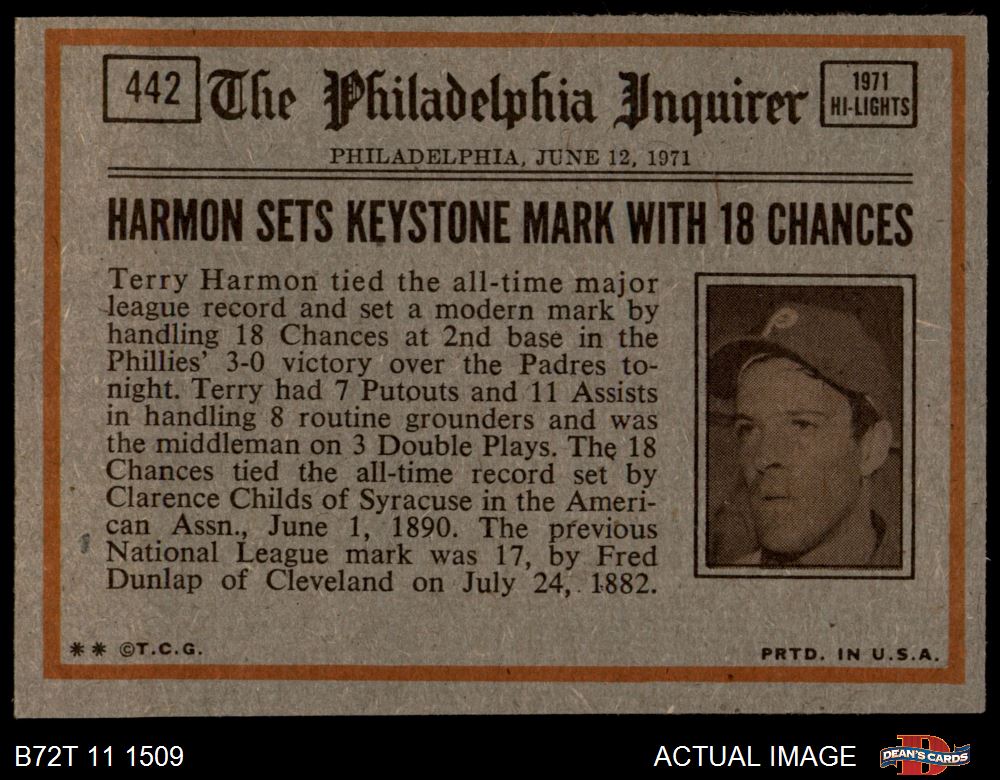 442
The Philadelphia Inquirer
1971
HI-LIGHTS
PHILADELPHIA, JUNE 12, 1971
HARMON SETS KEYSTONE MARK WITH 18 CHANCES
Terry Harmon tied the all-time major
league record and set a modern mark by
handling 18 Chances at 2nd base in the
Phillies' 3-0 victory over the Padres to-
night. Terry had 7 Putouts and 11 Assists
in handling 8 routine grounders and was
the middleman on 3 Double Plays. The 18
Chances tied the all-time record set by
Clarence Childs of Syracuse in the Ameri-
can Assn., June 1, 1890. The previous
National League mark was 17, by Fred
Dunlap of Cleveland on July 24, 1882.
P
** ©T.C.G.
PRTD. IN U.S.A.
B72T 11 1509
ACTUAL IMAGE
D
DEAN'S CARDS